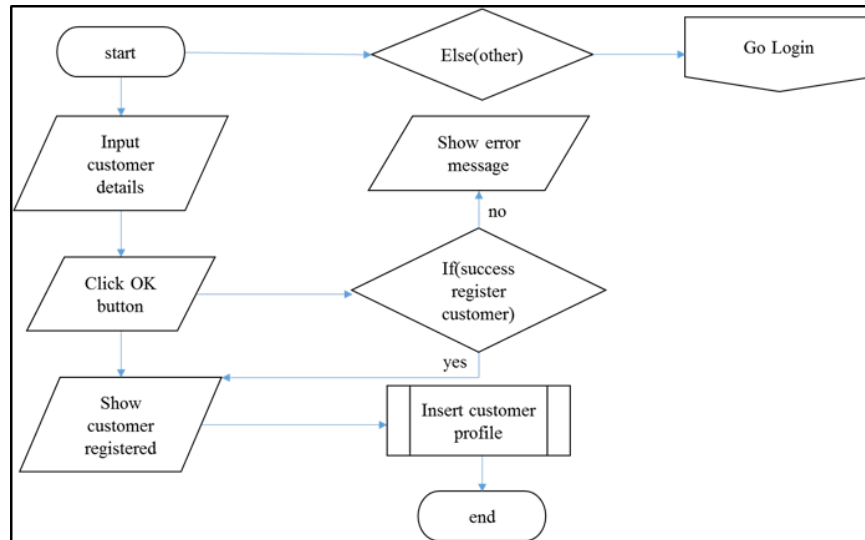 start
Else(other)
Go Login
Input
customer
details
Show error
message
no
Click OK
button
If(success
register
customer)
yes
Show
customer
registered
Insert customer
profile
end